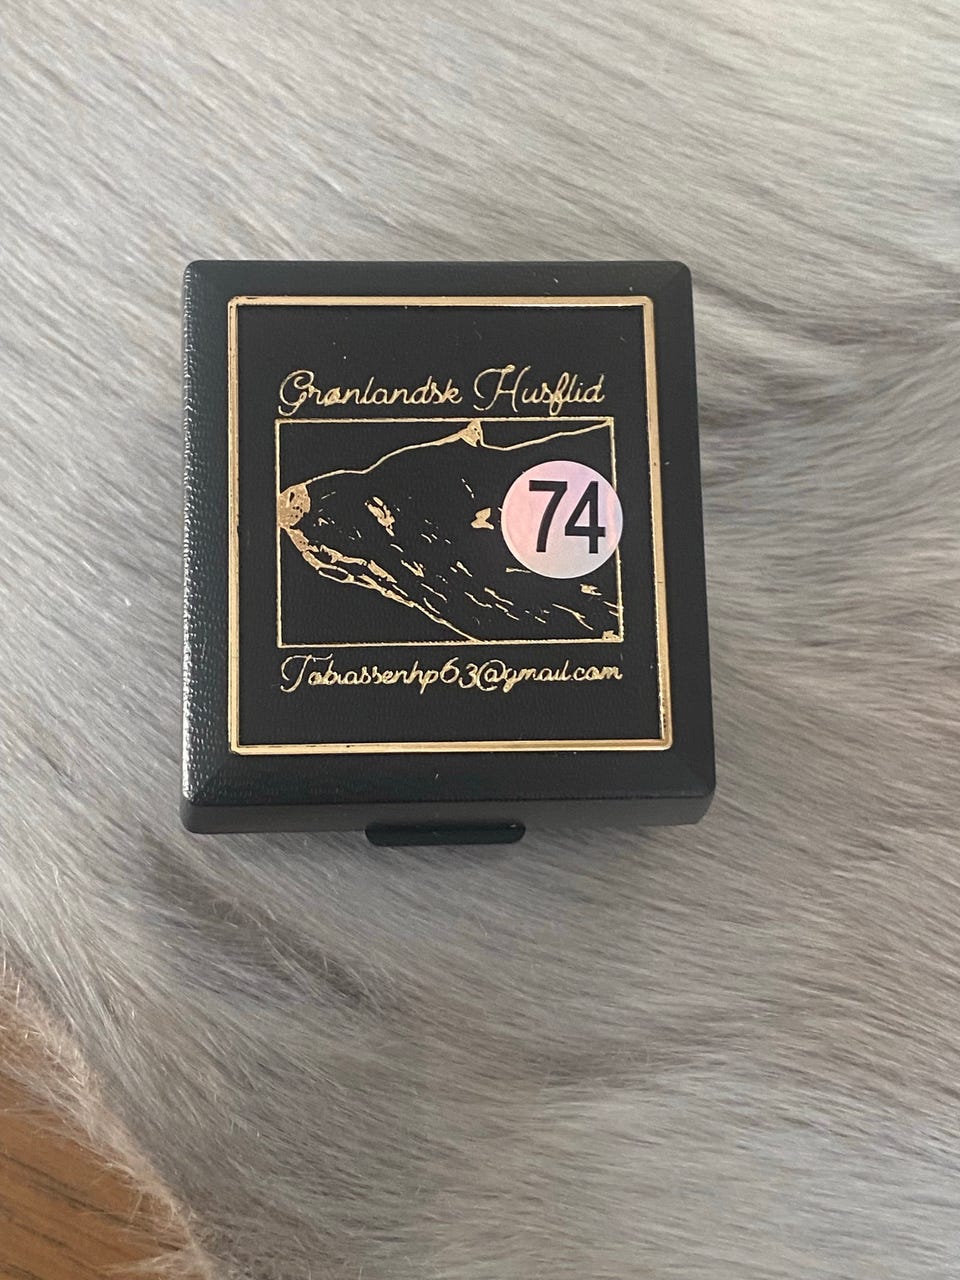 Grønlandsk Husflid
74
Tobiassenhp63@gmail.com